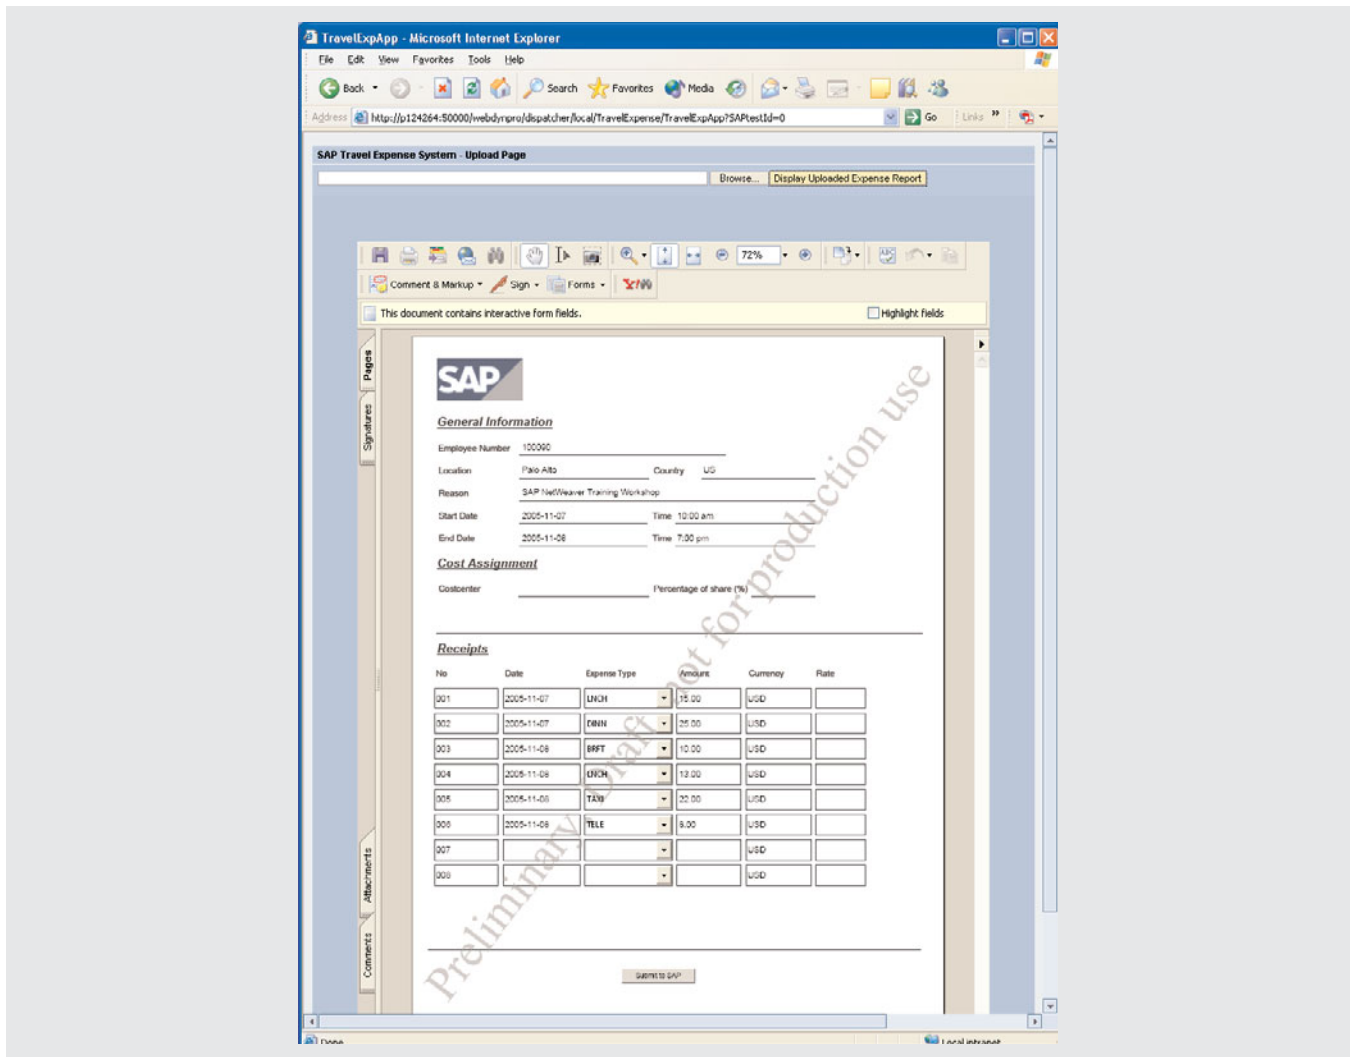 TravelExpApp - Microsoft Internet Explorer
File Edit View Favorites Tools Help
Back Search Favorites Media
Address http://p124264:50000/webdynpro/dispatcher/local/TravelExpense/TravelExpApp?SAPtestId=0 Go Links »
SAP Travel Expense System - Upload Page
Browse... Display Uploaded Expense Report
72%
Comment & Markup Sign Forms Y!
This document contains interactive form fields. Highlight fields
Pages
Signatures
Attachments
Comments
SAP
General Information
Employee Number 100090
Location Palo Alto Country US
Reason SAP NetWeaver Training Workshop
Start Date 2005-11-07 Time 10:00 am
End Date 2005-11-08 Time 7:00 pm
Cost Assignment
Costcenter Percentage of share (%)
Receipts
No Date Expense Type Amount Currency Rate
001 2005-11-07 LNCH 15.00 USD
002 2005-11-07 DINN 25.00 USD
003 2005-11-08 BRFT 10.00 USD
004 2005-11-08 LNCH 13.00 USD
005 2005-11-08 TAXI 22.00 USD
006 2005-11-08 TELE USD
007 USD
008 USD
Submit to SAP
Preliminary Draft not for production use
Done Local intranet